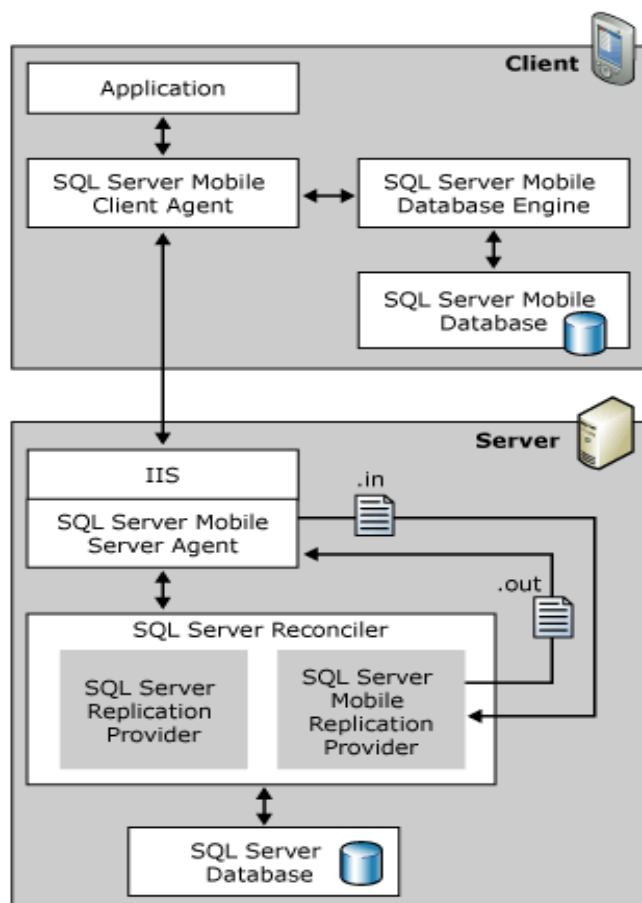 Client
Application
SQL Server Mobile
Client Agent
SQL Server Mobile
Database Engine
SQL Server Mobile
Database
Server
IIS
SQL Server Mobile
Server Agent
.in
.out
SQL Server Reconciler
SQL Server
Replication
Provider
SQL Server
Mobile
Replication
Provider
SQL Server
Database